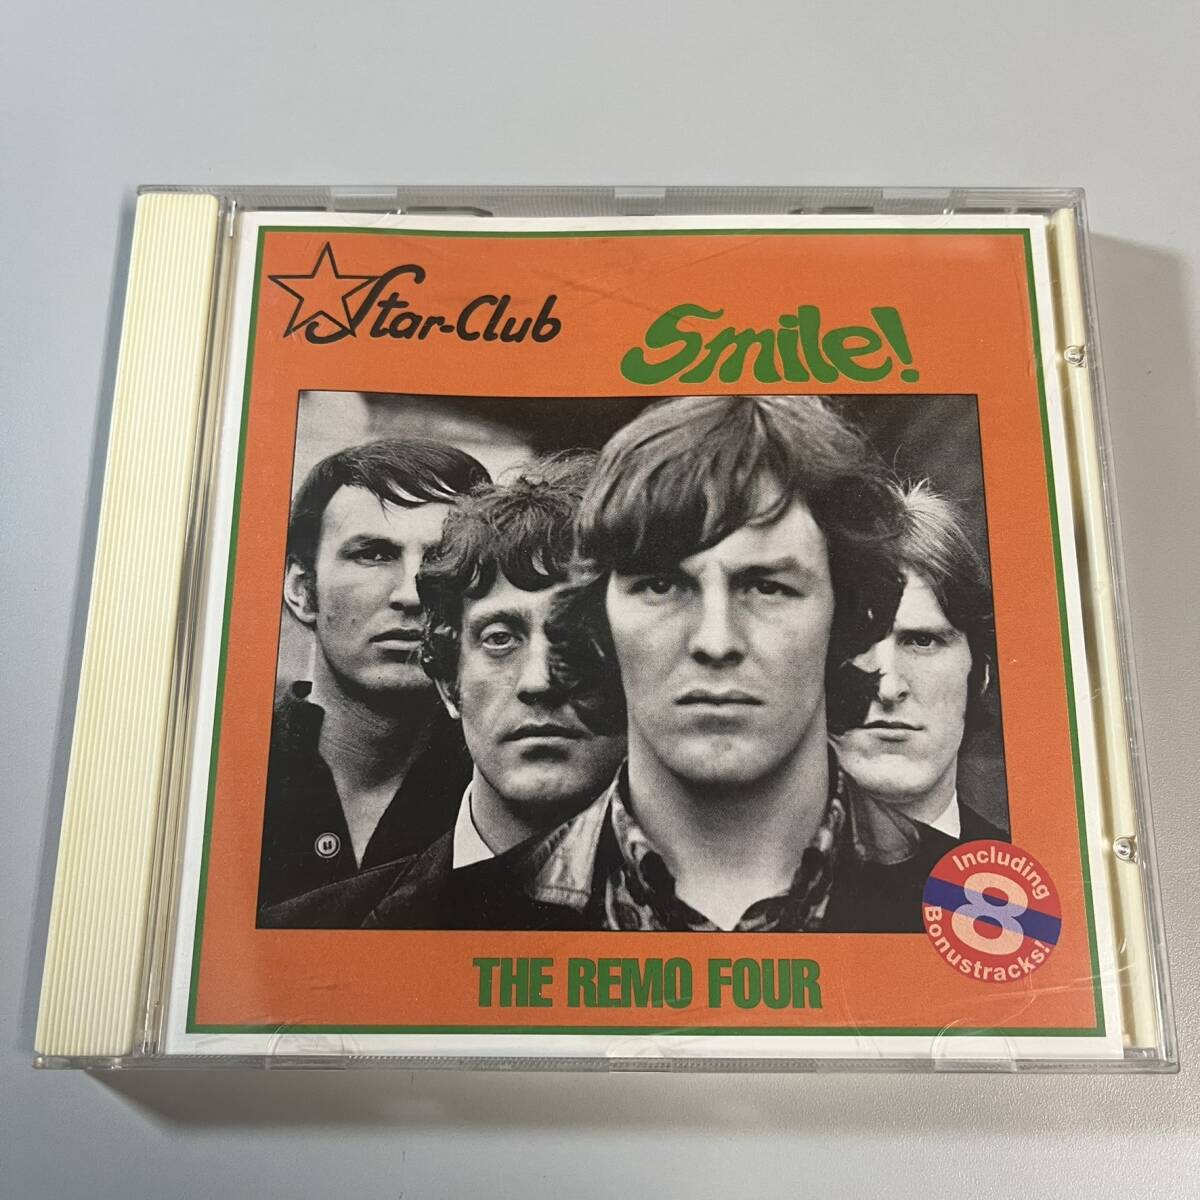 Star-Club
Smile!
Including
8
Bonustracks!
THE REMO FOUR